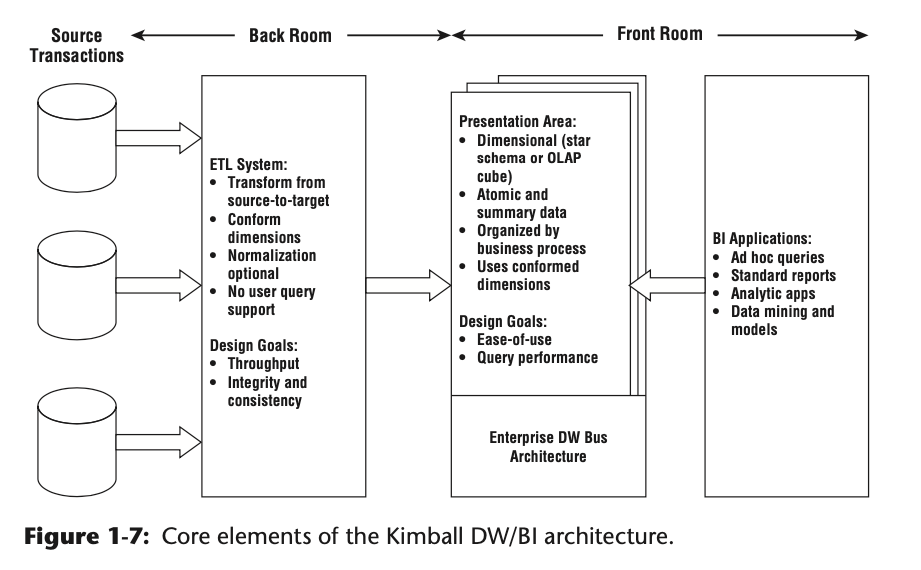 Source
Transactions
Back Room
Front Room
ETL System:
• Transform from
source-to-target
• Conform
dimensions
• Normalization
optional
• No user query
support
Design Goals:
• Throughput
• Integrity and
consistency
Presentation Area:
• Dimensional (star
schema or OLAP
cube)
• Atomic and
summary data
• Organized by
business process
• Uses conformed
dimensions
Design Goals:
• Ease-of-use
• Query performance
Enterprise DW Bus
Architecture
BI Applications:
• Ad hoc queries
• Standard reports
• Analytic apps
• Data mining and
models
Figure 1-7: Core elements of the Kimball DW/BI architecture.